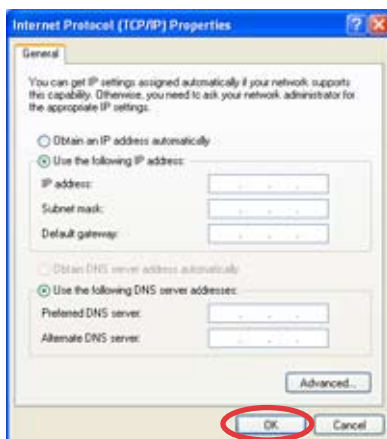 Internet Protocol (TCP/IP) Properties
General
You can get IP settings assigned automatically if your network supports
this capability. Otherwise, you need to ask your network administrator for
the appropriate IP settings.
Obtain an IP address automatically
Use the following IP address:
IP address:
Subnet mask:
Default gateway:
Obtain DNS server address automatically
Use the following DNS server addresses:
Preferred DNS server:
Alternate DNS server:
Advanced...
OK Cancel